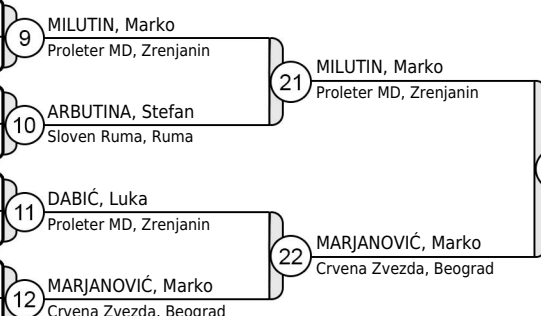 9
MILUTIN, Marko
Proleter MD, Zrenjanin
10
ARBUTINA, Stefan
Sloven Ruma, Ruma
21
MILUTIN, Marko
Proleter MD, Zrenjanin
11
DABIĆ, Luka
Proleter MD, Zrenjanin
12
MARJANOVIĆ, Marko
Crvena Zvezda, Beograd
22
MARJANOVIĆ, Marko
Crvena Zvezda, Beograd